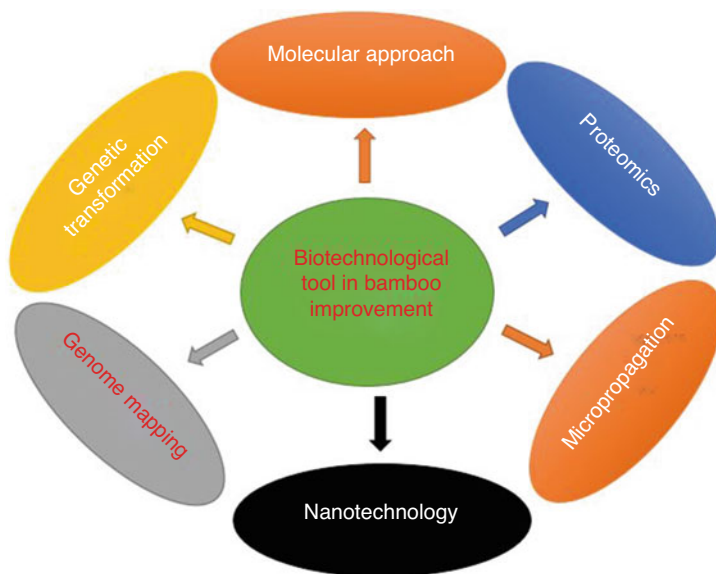 Molecular approach
Proteomics
Genetic
transformation
Biotechnological
tool in bamboo
improvement
Genome mapping
Micropropagation
Nanotechnology